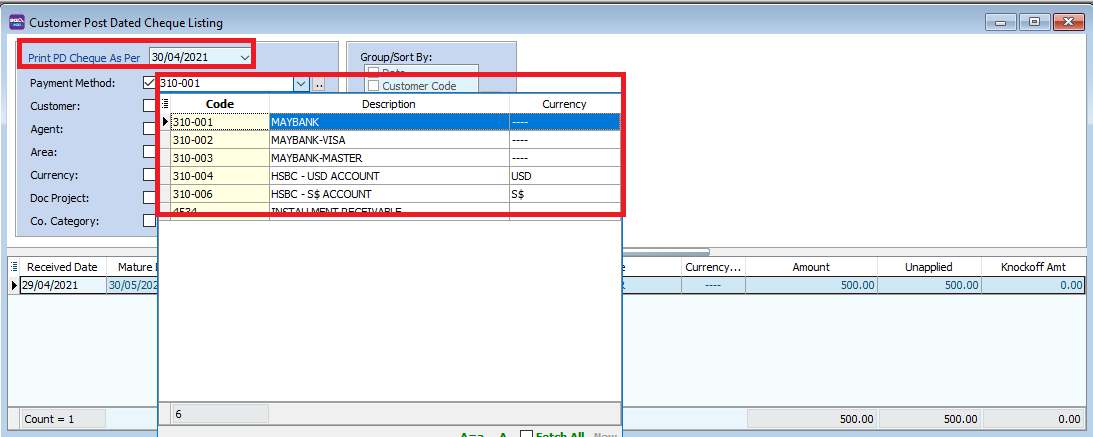 Customer Post Dated Cheque Listing
Print PD Cheque As Per 30/04/2021
Group/Sort By:
Payment Method: 310-001 ..
Date
Customer:
Customer Code
Agent:
Area:
Currency:
Doc Project:
Co. Category:
Code Description Currency
310-001 MAYBANK ----
310-002 MAYBANK-VISA ----
310-003 MAYBANK-MASTER ----
310-004 HSBC - USD ACCOUNT USD
310-006 HSBC - S$ ACCOUNT S$
4534 INSTALLMENT RECEIVABLE
Received Date Mature Currency... Amount Unapplied Knockoff Amt
29/04/2021 30/05/202 ---- 500.00 500.00 0.00
6
Count = 1 500.00 500.00 0.00
A=a A Fetch All New